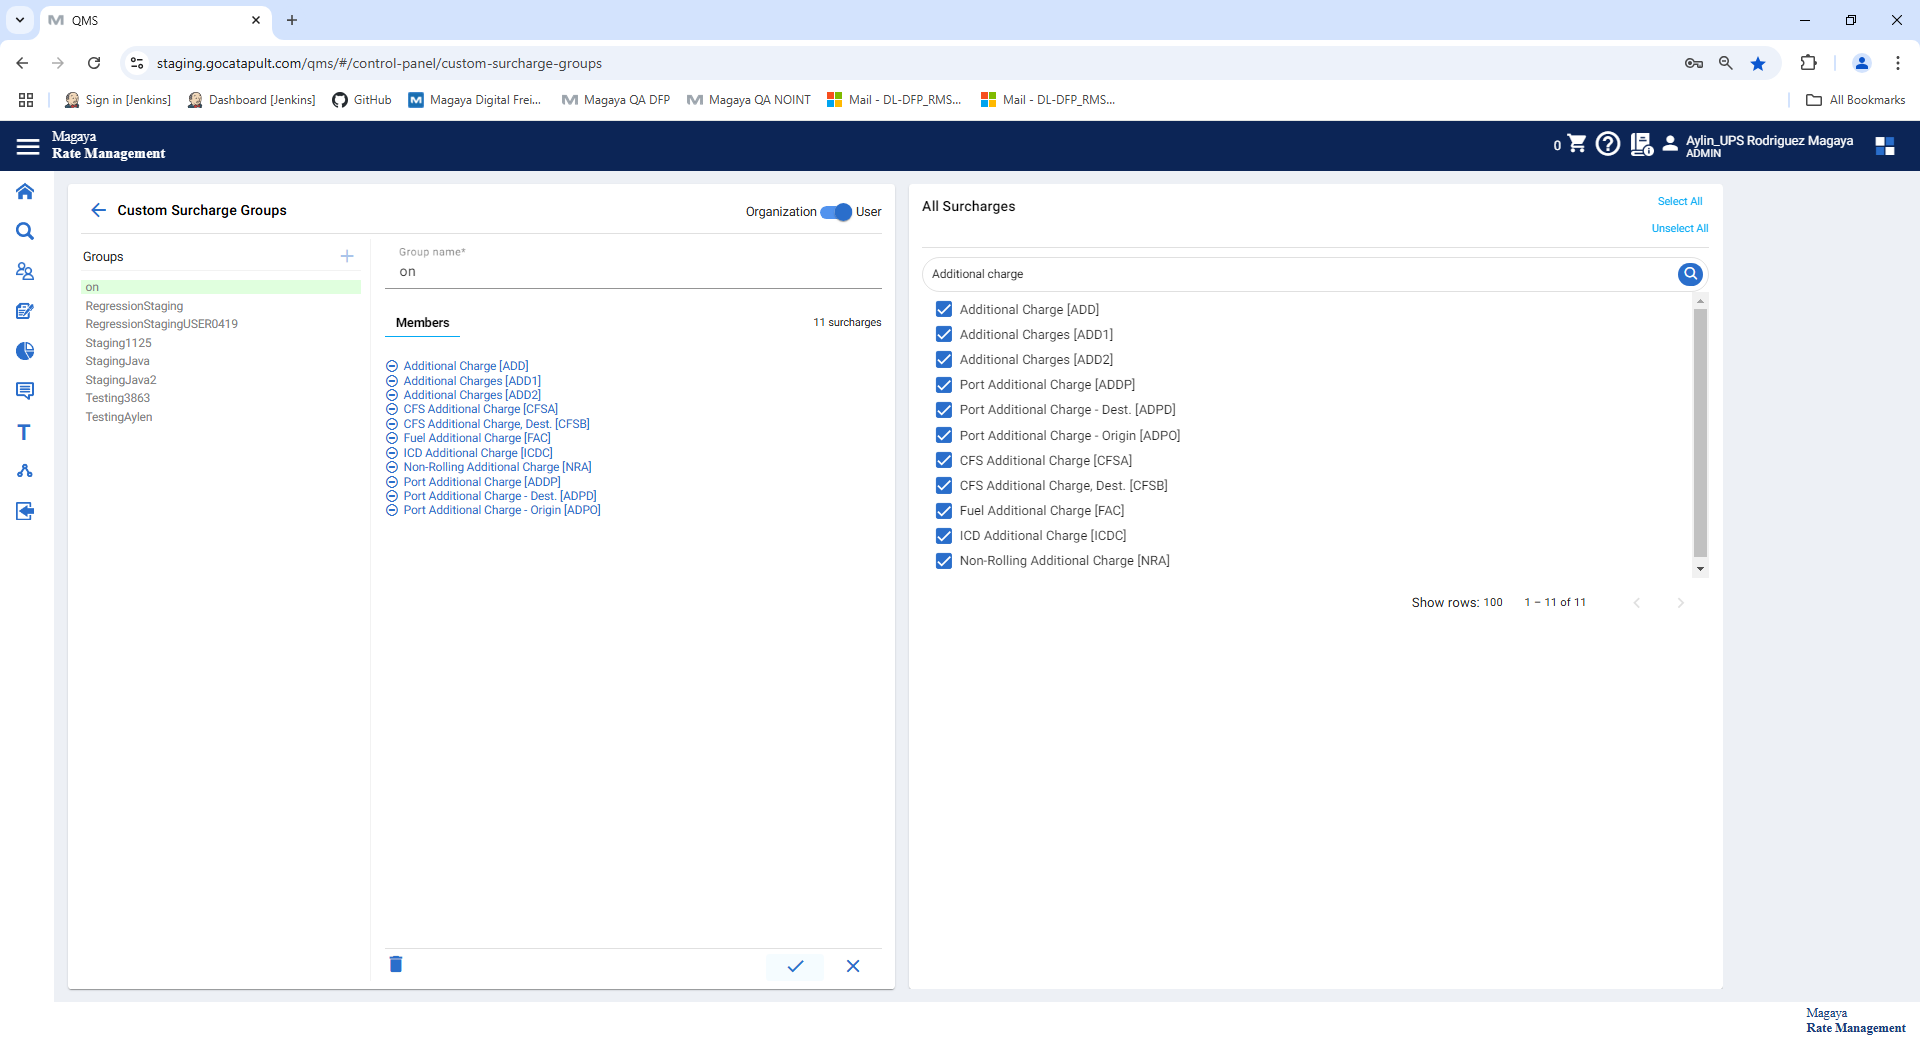 QMS
staging.gocatapult.com/qms/#/control-panel/custom-surcharge-groups
Sign in [Jenkins]
Dashboard [Jenkins]
GitHub
Magaya Digital Frei...
Magaya QA DFP
Magaya QA NOINT
Mail - DL-DFP_RMS...
Mail - DL-DFP_RMS...
All Bookmarks
Magaya
Rate Management
0
Aylin_UPS Rodriguez Magaya
ADMIN
Custom Surcharge Groups
Organization
User
Groups
on
RegressionStaging
RegressionStagingUSER0419
Staging1125
StagingJava
StagingJava2
Testing3863
TestingAylen
Group name*
on
Members
11 surcharges
Additional Charge [ADD]
Additional Charges [ADD1]
Additional Charges [ADD2]
CFS Additional Charge [CFSA]
CFS Additional Charge, Dest. [CFSB]
Fuel Additional Charge [FAC]
ICD Additional Charge [ICDC]
Non-Rolling Additional Charge [NRA]
Port Additional Charge [ADDP]
Port Additional Charge - Dest. [ADPD]
Port Additional Charge - Origin [ADPO]
All Surcharges
Select All
Unselect All
Additional charge
Additional Charge [ADD]
Additional Charges [ADD1]
Additional Charges [ADD2]
Port Additional Charge [ADDP]
Port Additional Charge - Dest. [ADPD]
Port Additional Charge - Origin [ADPO]
CFS Additional Charge [CFSA]
CFS Additional Charge, Dest. [CFSB]
Fuel Additional Charge [FAC]
ICD Additional Charge [ICDC]
Non-Rolling Additional Charge [NRA]
Show rows: 100
1 – 11 of 11
Magaya
Rate Management